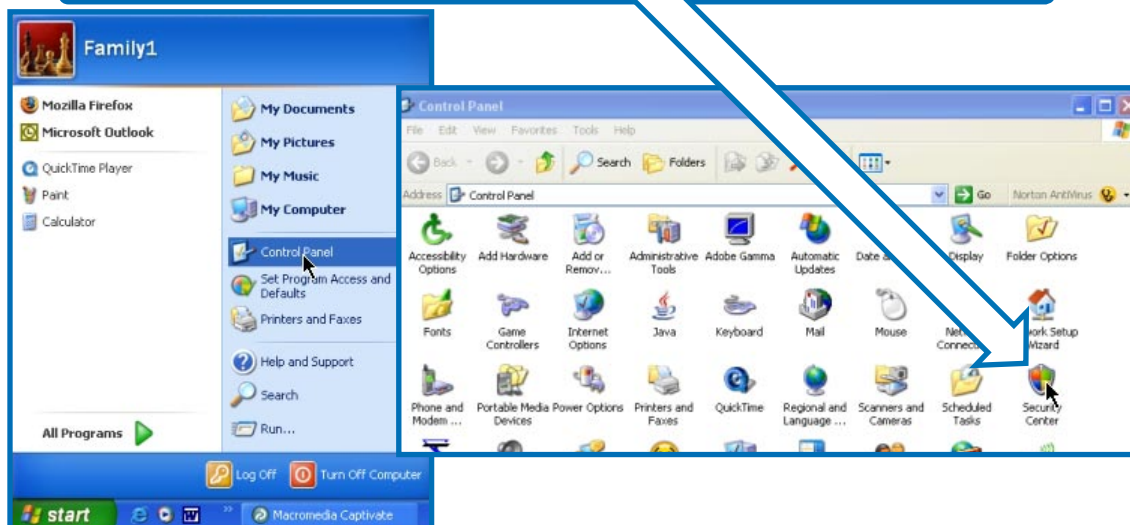 Family1
Mozilla Firefox
Microsoft Outlook
QuickTime Player
Paint
Calculator
All Programs
My Documents
My Pictures
My Music
My Computer
Control Panel
Set Program Access and
Defaults
Printers and Faxes
Help and Support
Search
Run...
Log Off
Turn Off Computer
start
Macromedia Captivate
Control Panel
File Edit View Favorites Tools Help
Back Search Folders
Address Control Panel Go Norton AntiVirus
Accessibility
Options
Add Hardware
Add or
Remov...
Administrative
Tools
Adobe Gamma
Automatic
Updates
Date
Display
Folder Options
Fonts
Game
Controllers
Internet
Options
Java
Keyboard
Mail
Mouse
Setup
Wizard
Phone and
Modem ...
Portable Media
Devices
Power Options
Printers and
Faxes
QuickTime
Regional and
Language ...
Scanners and
Cameras
Scheduled
Tasks
Security
Center